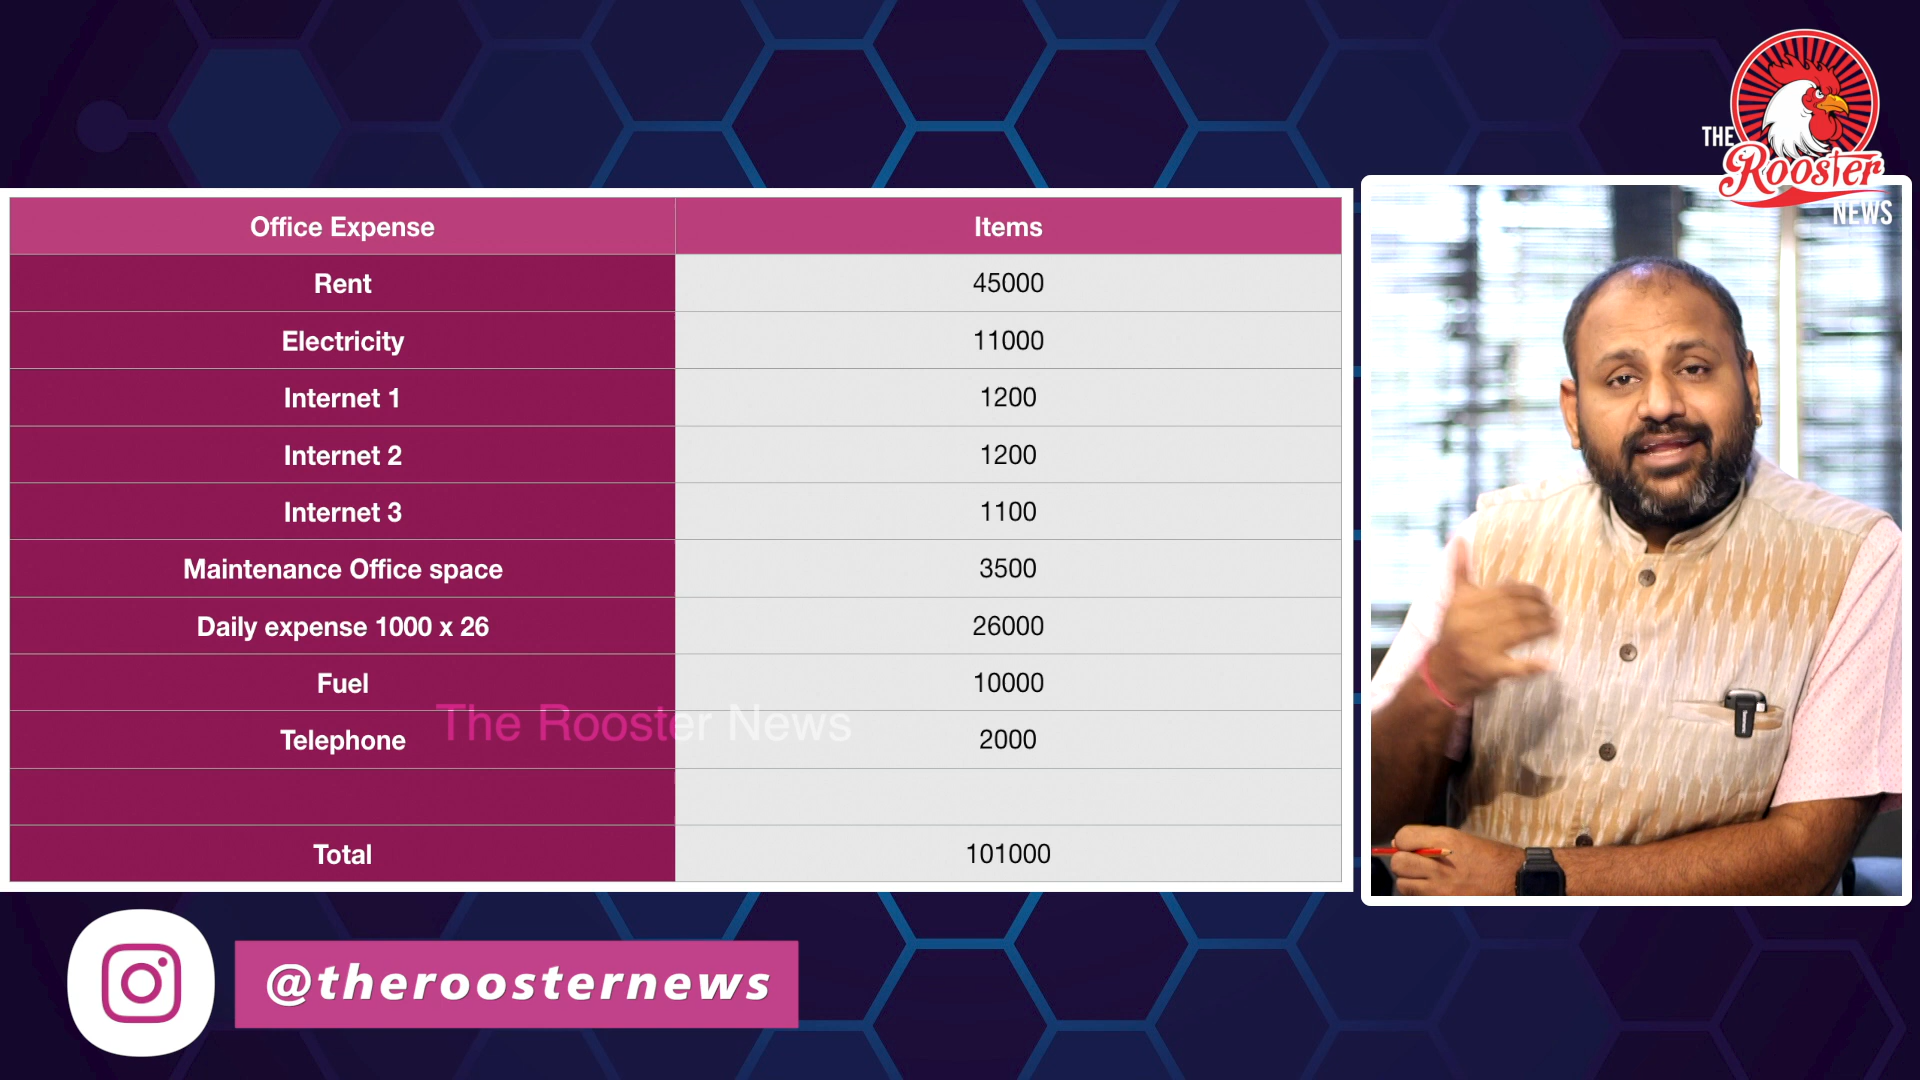 THE
Rooster
NEWS
Office Expense Items
Rent 45000
Electricity 11000
Internet 1 1200
Internet 2 1200
Internet 3 1100
Maintenance Office space 3500
Daily expense 1000 x 26 26000
Fuel 10000
The Rooster News
Telephone 2000
Total 101000
@theroosternews